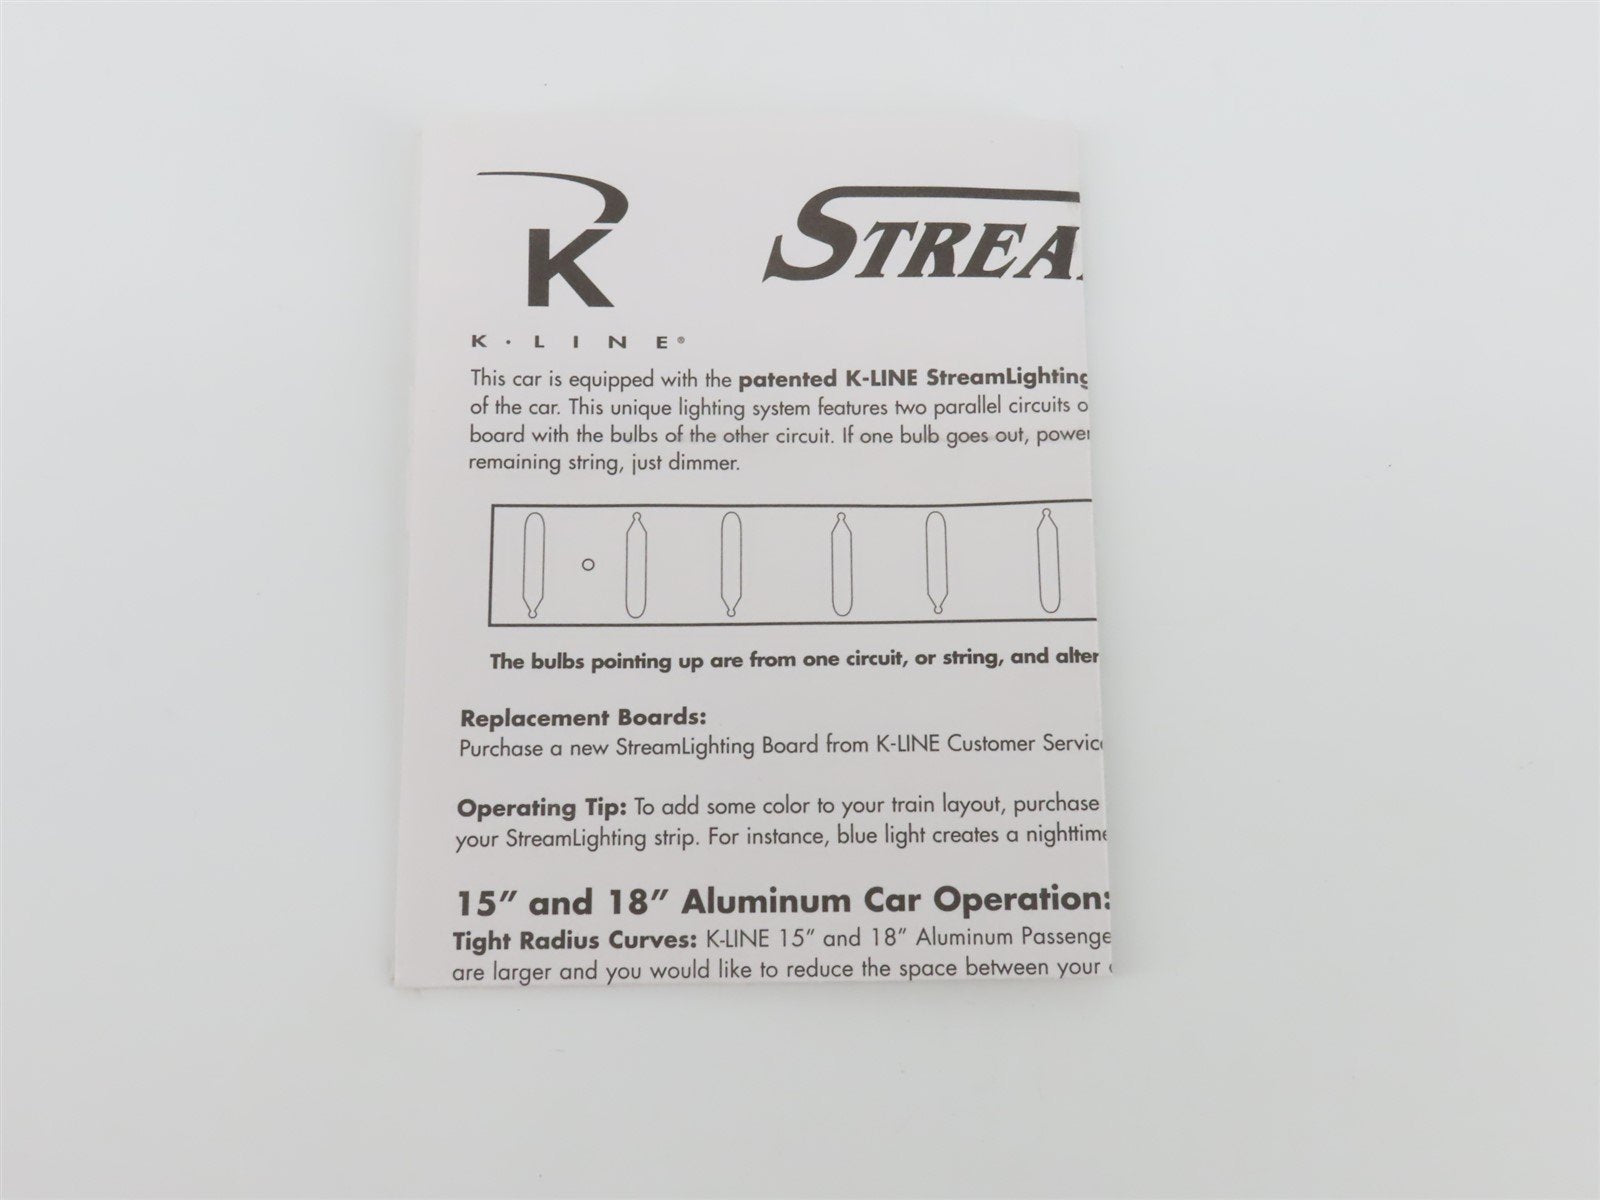 K
STREA
K · LINE®
This car is equipped with the patented K-LINE StreamLighting
of the car. This unique lighting system features two parallel circuits o
board with the bulbs of the other circuit. If one bulb goes out, power
remaining string, just dimmer.
The bulbs pointing up are from one circuit, or string, and alter
Replacement Boards:
Purchase a new StreamLighting Board from K-LINE Customer Servic
Operating Tip: To add some color to your train layout, purchase
your StreamLighting strip. For instance, blue light creates a nighttime
15" and 18" Aluminum Car Operation:
Tight Radius Curves: K-LINE 15" and 18" Aluminum Passenge
are larger and you would like to reduce the space between your